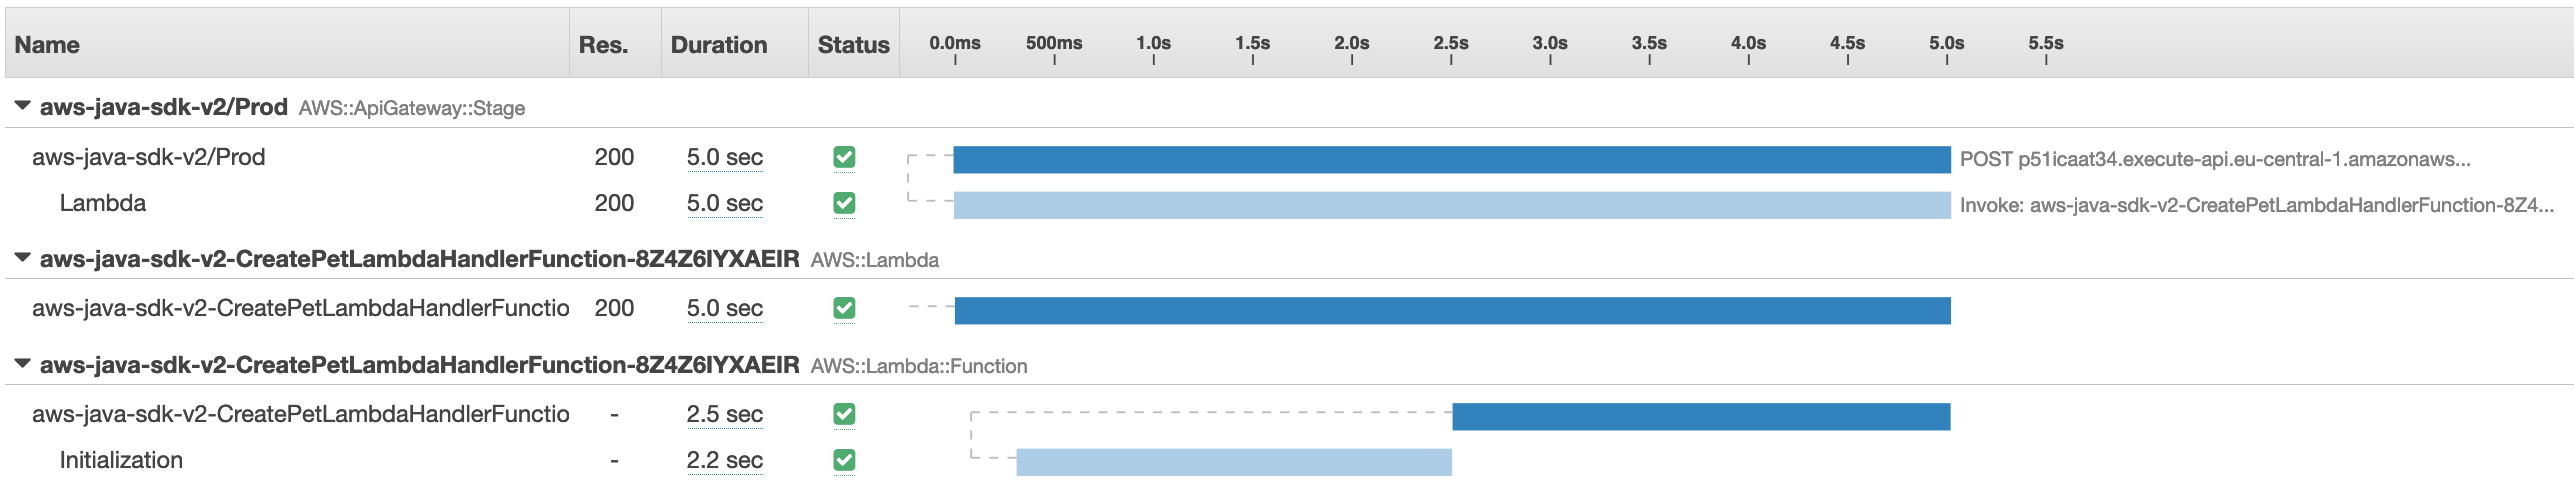 Name Res. Duration Status 0.0ms 500ms 1.0s 1.5s 2.0s 2.5s 3.0s 3.5s 4.0s 4.5s 5.0s 5.5s
aws-java-sdk-v2/Prod AWS::ApiGateway::Stage
aws-java-sdk-v2/Prod 200 5.0 sec POST p51icaat34.execute-api.eu-central-1.amazonaws...
Lambda 200 5.0 sec Invoke: aws-java-sdk-v2-CreatePetLambdaHandlerFunction-8Z4...
aws-java-sdk-v2-CreatePetLambdaHandlerFunction-8Z4Z6IYXAEIR AWS::Lambda
aws-java-sdk-v2-CreatePetLambdaHandlerFunctio 200 5.0 sec
aws-java-sdk-v2-CreatePetLambdaHandlerFunction-8Z4Z6IYXAEIR AWS::Lambda::Function
aws-java-sdk-v2-CreatePetLambdaHandlerFunctio - 2.5 sec
Initialization - 2.2 sec